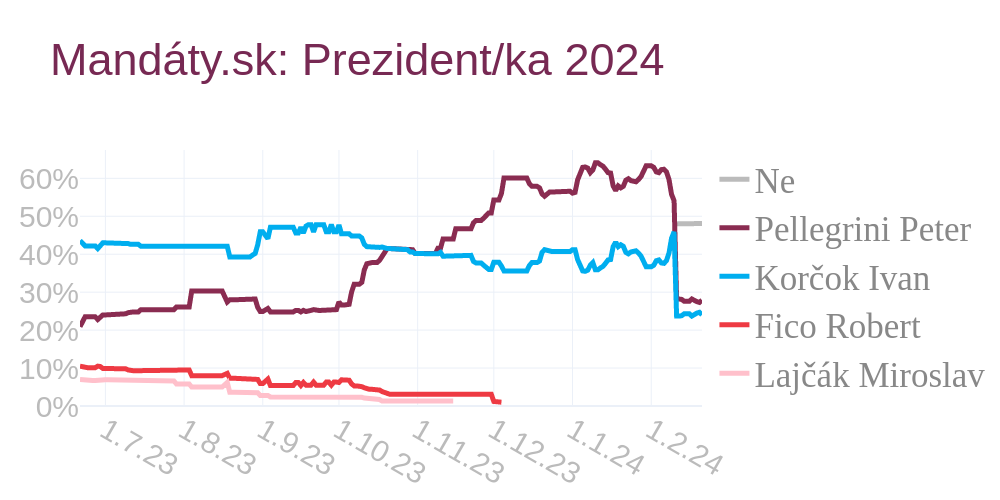 Mandáty.sk: Prezident/ka 2024
60%
50%
40%
30%
20%
10%
0%
1.7.23
1.8.23
1.9.23
1.10.23
1.11.23
1.12.23
1.1.24
1.2.24
Ne
Pellegrini Peter
Korčok Ivan
Fico Robert
Lajčák Miroslav